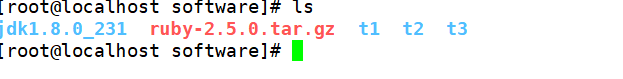 [root@localhost software]# ls
jdk1.8.0_231 ruby-2.5.0.tar.gz t1 t2 t3
[root@localhost software]#